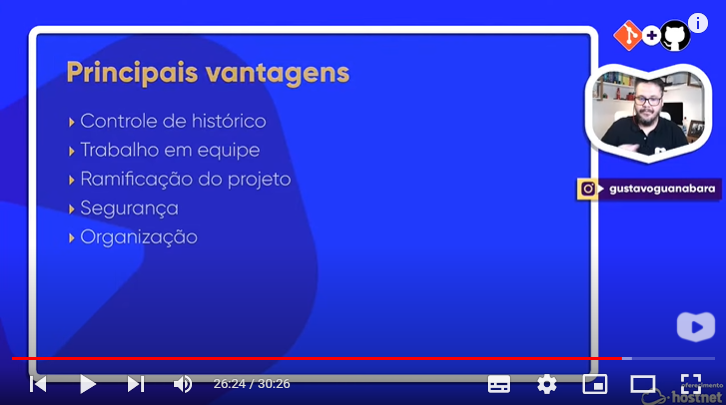 Principais vantagens
Controle de histórico
Trabalho em equipe
Ramificação do projeto
Segurança
Organização
gustavoguanabara
26:24 / 30:26
oferecimento
hostnet